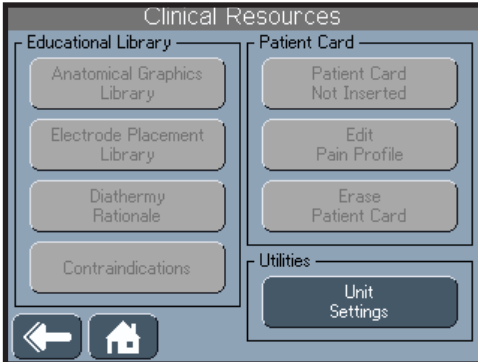 Clinical Resources
Educational Library
Anatomical Graphics
Library
Electrode Placement
Library
Diathermy
Rationale
Contraindications
Patient Card
Patient Card
Not Inserted
Edit
Pain Profile
Erase
Patient Card
Utilities
Unit
Settings